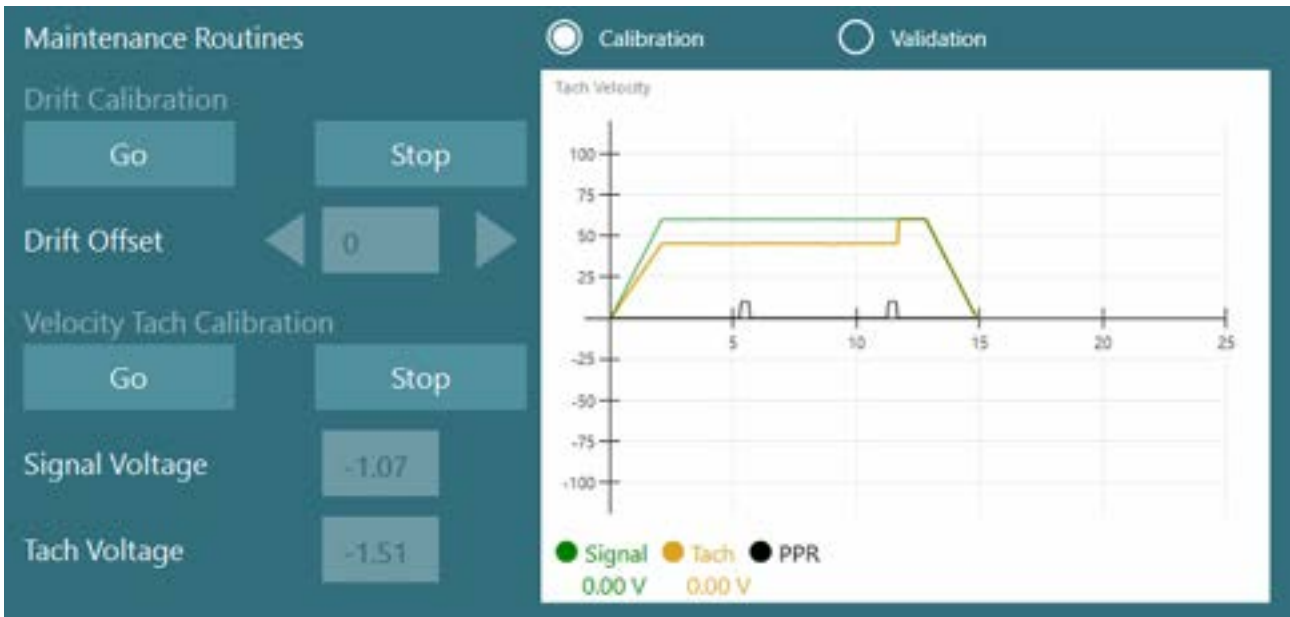 Maintenance Routines
Calibration
Validation
Drift Calibration
Go
Stop
Drift Offset
0
Velocity Tach Calibration
Go
Stop
Signal Voltage
-1.07
Tach Voltage
-1.51
Tach Velocity
100
75
50
25
5
10
15
20
25
-25
-50
-75
-100
Signal
Tach
PPR
0.00 V
0.00 V